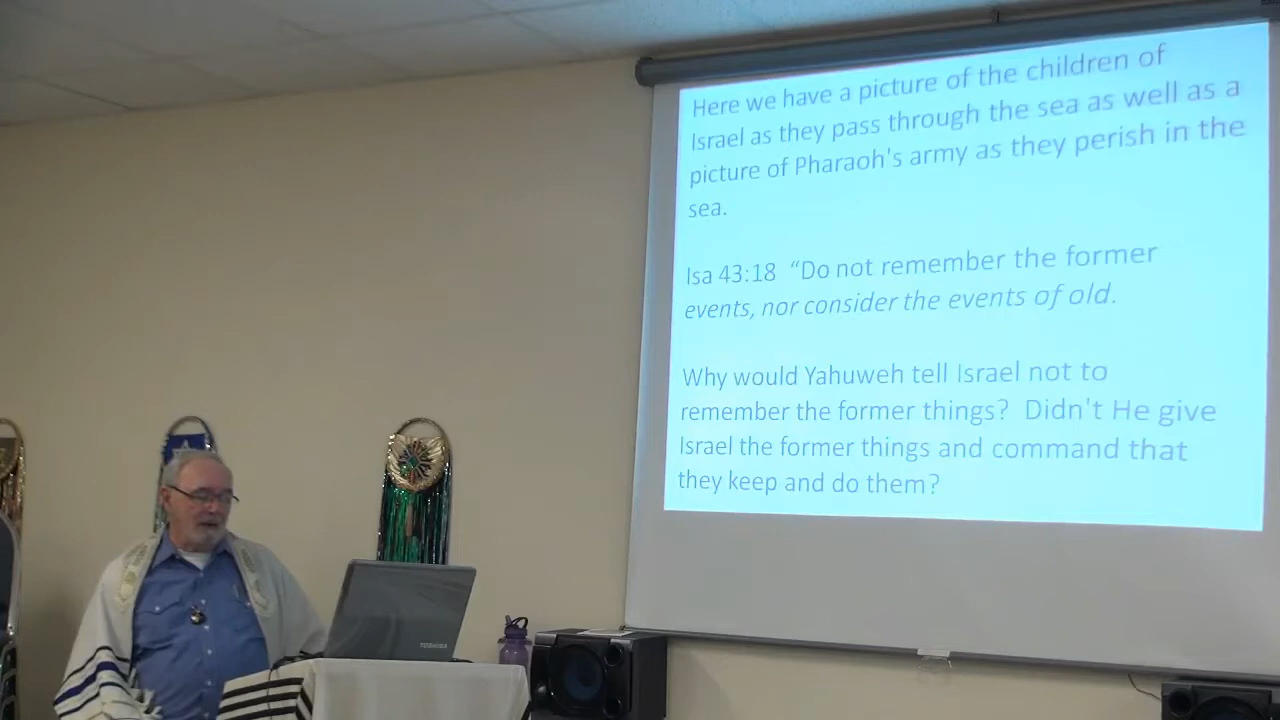 Here we have a picture of the children of
Israel as they pass through the sea as well as a
picture of Pharaoh's army as they perish in the
sea.
Isa 43:18 “Do not remember the former
events, nor consider the events of old.
Why would Yahuweh tell Israel not to
remember the former things? Didn't He give
Israel the former things and command that
they keep and do them?
TOSHIBA